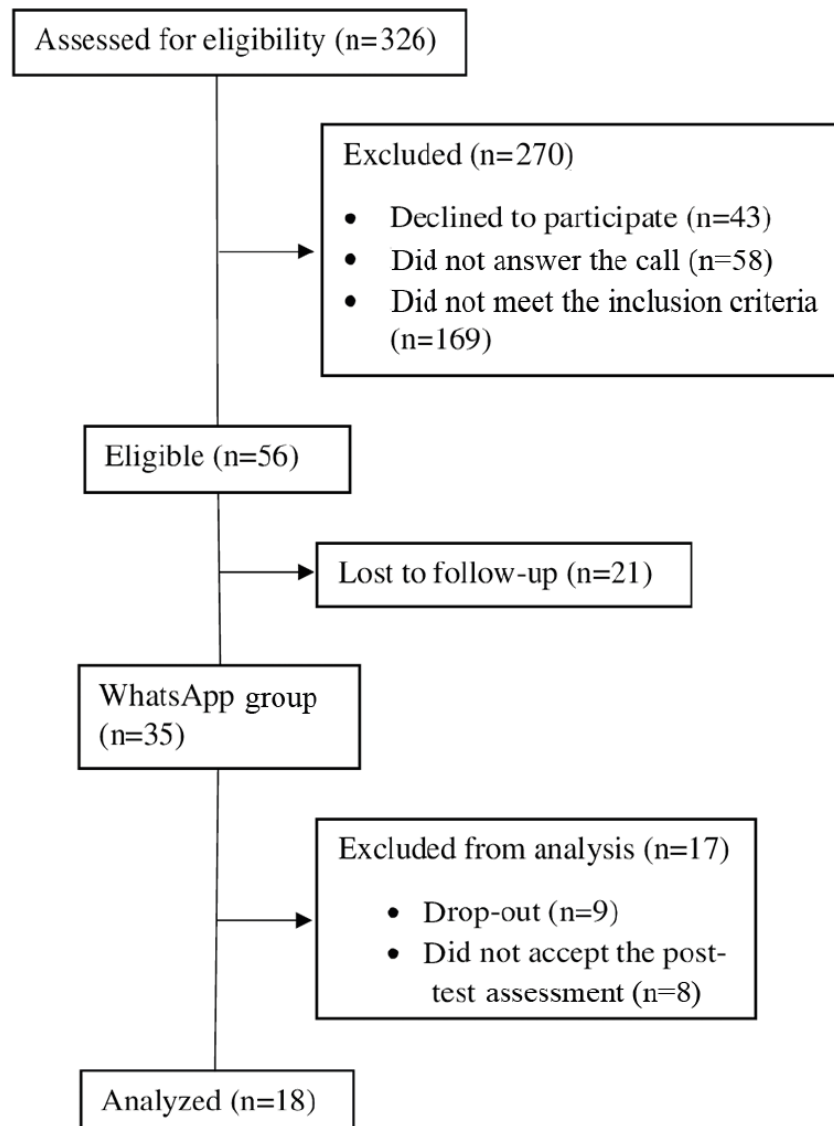 Assessed for eligibility (n=326)
Excluded (n=270)
• Declined to participate (n=43)
• Did not answer the call (n=58)
• Did not meet the inclusion criteria
(n=169)
Eligible (n=56)
Lost to follow-up (n=21)
WhatsApp group
(n=35)
Excluded from analysis (n=17)
• Drop-out (n=9)
• Did not accept the post-
test assessment (n=8)
Analyzed (n=18)